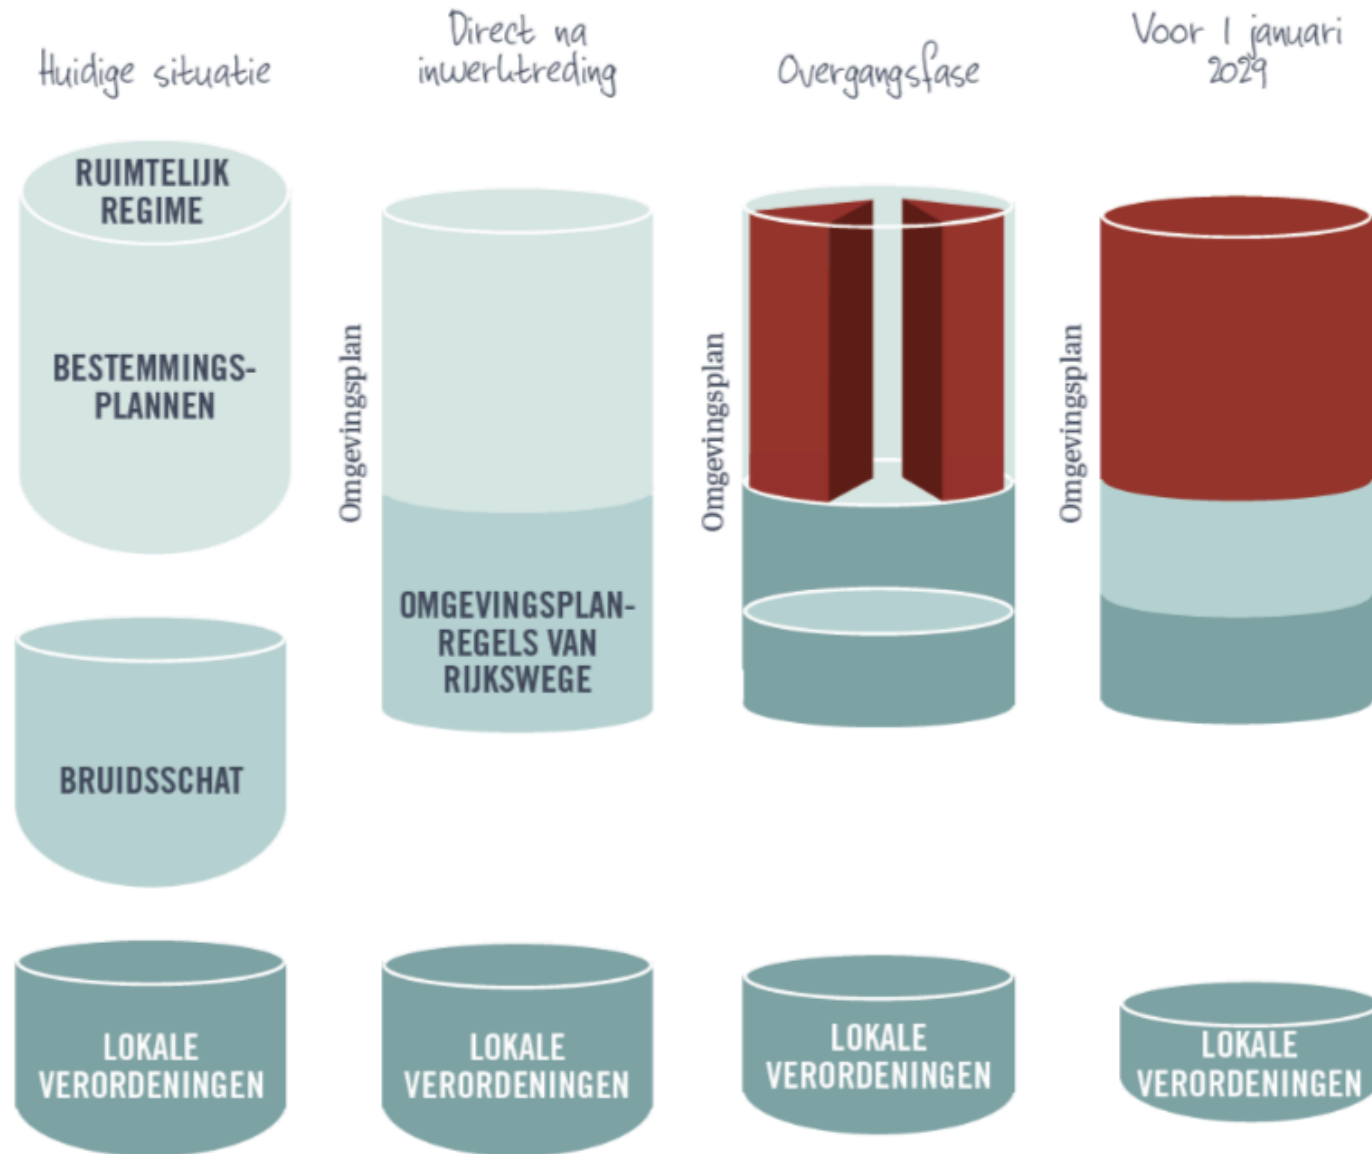 Huidige situatie
Direct na
inwerktreding
Overgangsfase
Voor 1 januari
2029
RUIMTELIJK
REGIME
BESTEMMINGS-
PLANNEN
Omgevingsplan
OMGEVINGSPLAN-
REGELS VAN
RIJKSWEGE
Omgevingsplan
Omgevingsplan
BRUIDSSCHAT
LOKALE
VERORDENINGEN
LOKALE
VERORDENINGEN
LOKALE
VERORDENINGEN
LOKALE
VERORDENINGEN